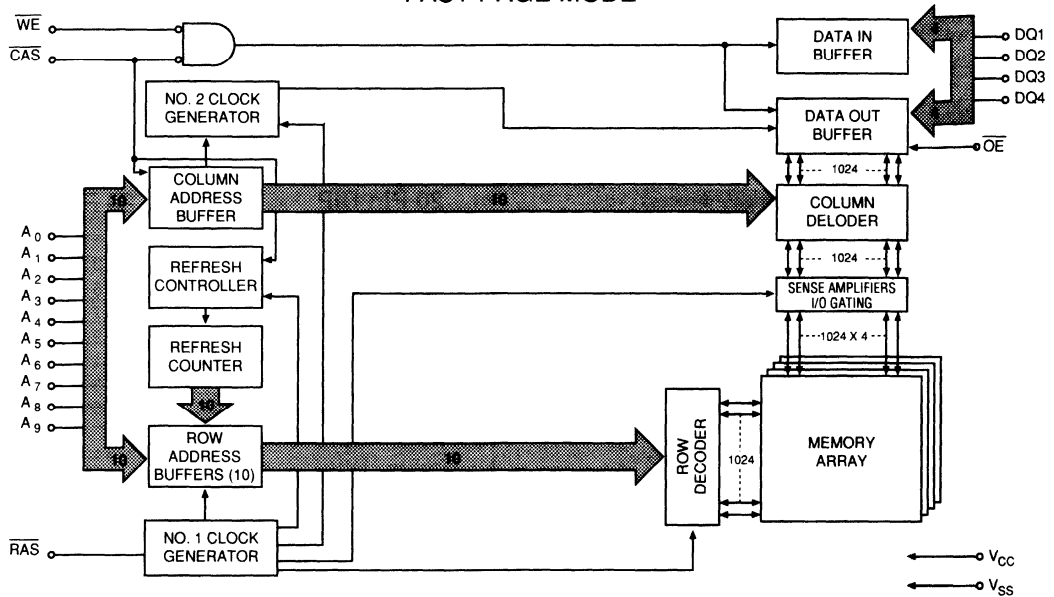 FAST PAGE MODE
WE
CAS
DATA IN
BUFFER
DQ1
DQ2
DQ3
DQ4
NO. 2 CLOCK
GENERATOR
DATA OUT
BUFFER
OE
1024
COLUMN
ADDRESS
BUFFER
10
10
COLUMN
DELODER
A0
A1
A2
A3
A4
A5
A6
A7
A8
A9
REFRESH
CONTROLLER
1024
SENSE AMPLIFIERS
I/O GATING
REFRESH
COUNTER
1024 X 4
10
10
ROW
ADDRESS
BUFFERS (10)
10
ROW
DECODER
1024
MEMORY
ARRAY
RAS
NO. 1 CLOCK
GENERATOR
VCC
VSS